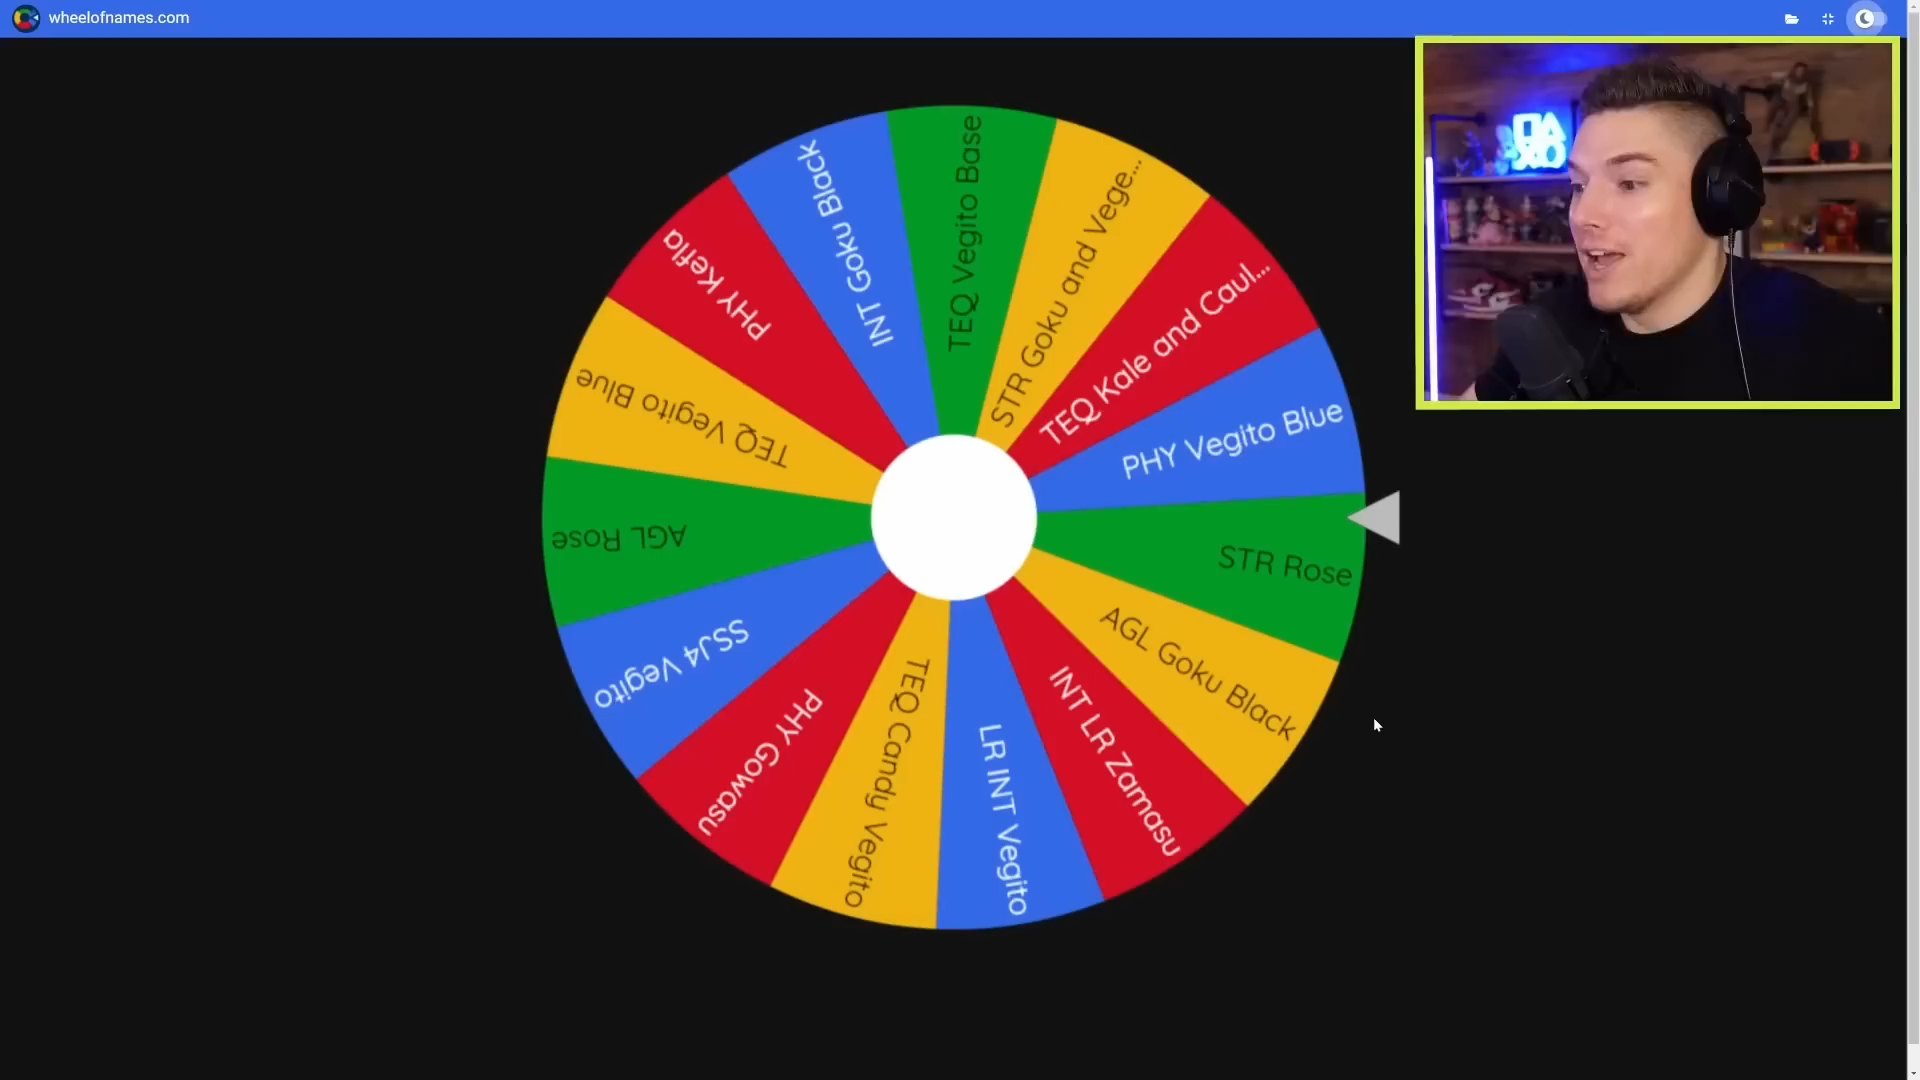 wheelofnames.com
TEQ Vegito Base
STR Goku and Vege...
TEQ Kale and Caul...
PHY Vegito Blue
STR Rose
AGL Goku Black
INT LR Zamasu
LR INT Vegito
TEQ Candy Vegito
PHY Gowasu
SSJ4 Vegito
AGL Rose
TEQ Vegito Blue
PHY Kefla
INT Goku Black